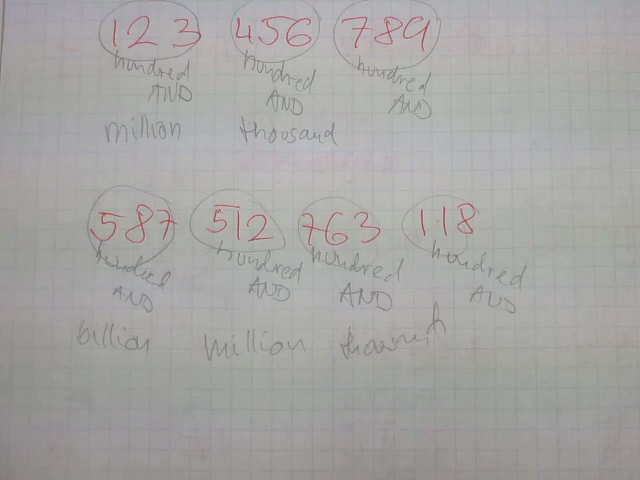 123 456 789
hundred hundred hundred
AND AND AND
million thousand
587 512 763 118
hundred hundred hundred hundred
AND AND AND AND
billion million